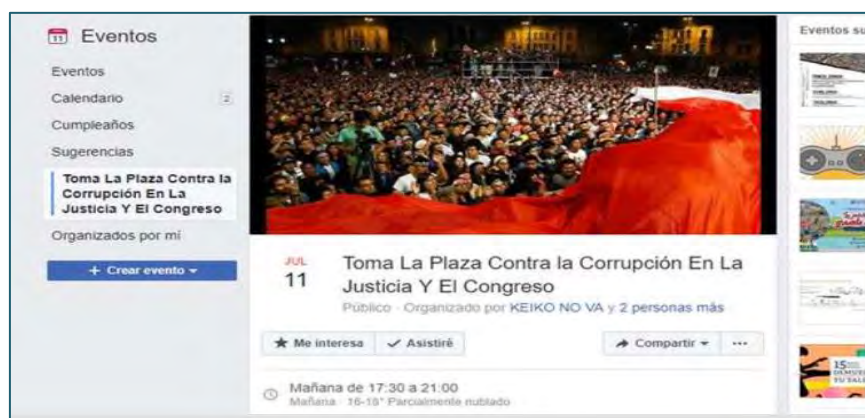 Eventos
Eventos
Calendario 2
Cumpleaños
Sugerencias
Toma La Plaza Contra la
Corrupción En La
Justicia Y El Congreso
Organizados por mí
+ Crear evento
JUL
11
Toma La Plaza Contra la Corrupción En La
Justicia Y El Congreso
Público · Organizado por KEIKO NO VA y 2 personas más
Me interesa
Asistiré
Compartir
Mañana de 17:30 a 21:00
Mañana · 16-18° Parcialmente nublado
Eventos su
15